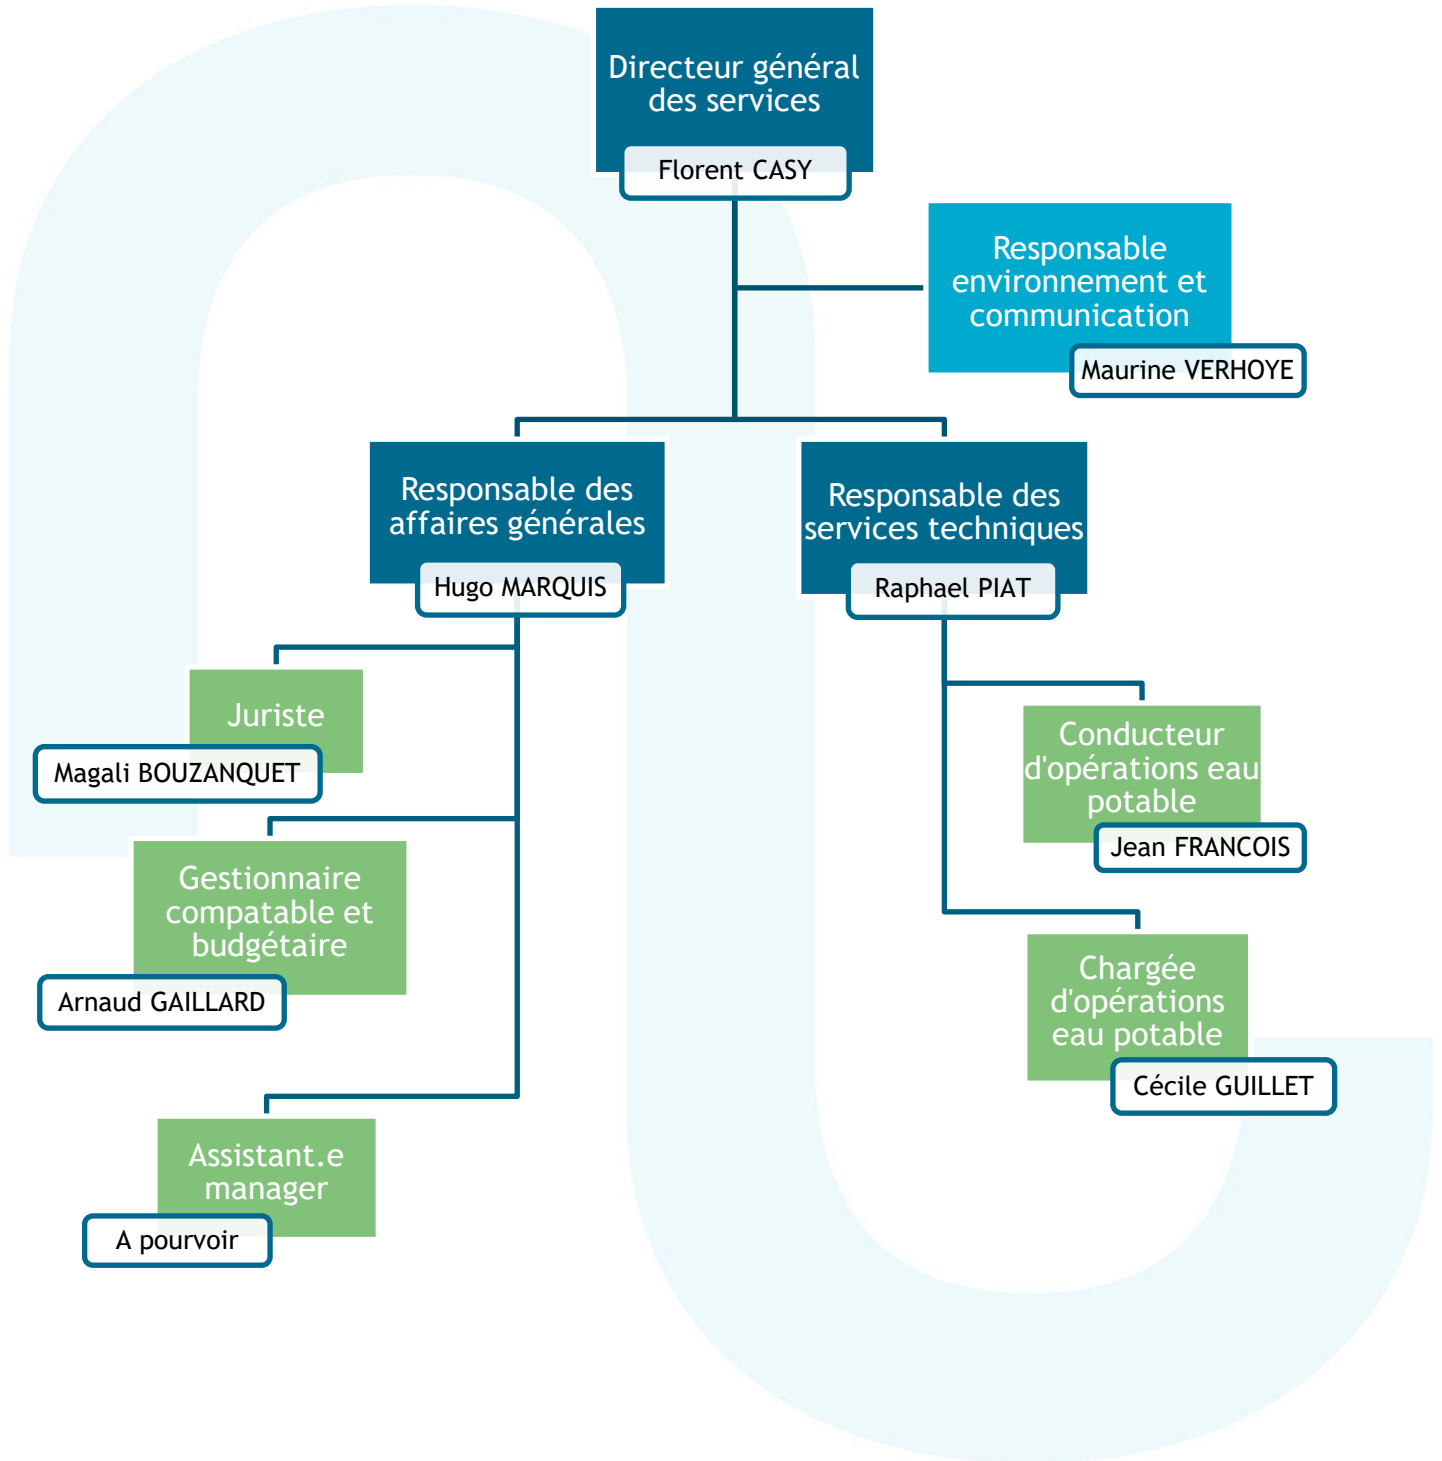 Directeur général
des services
Florent CASY
Responsable
environnement et
communication
Maurine VERHOYE
Responsable des
affaires générales
Hugo MARQUIS
Responsable des
services techniques
Raphael PIAT
Juriste
Magali BOUZANQUET
Conducteur
d'opérations eau
potable
Jean FRANCOIS
Gestionnaire
compatable et
budgétaire
Arnaud GAILLARD
Chargée
d'opérations
eau potable
Cécile GUILLET
Assistant.e
manager
A pourvoir